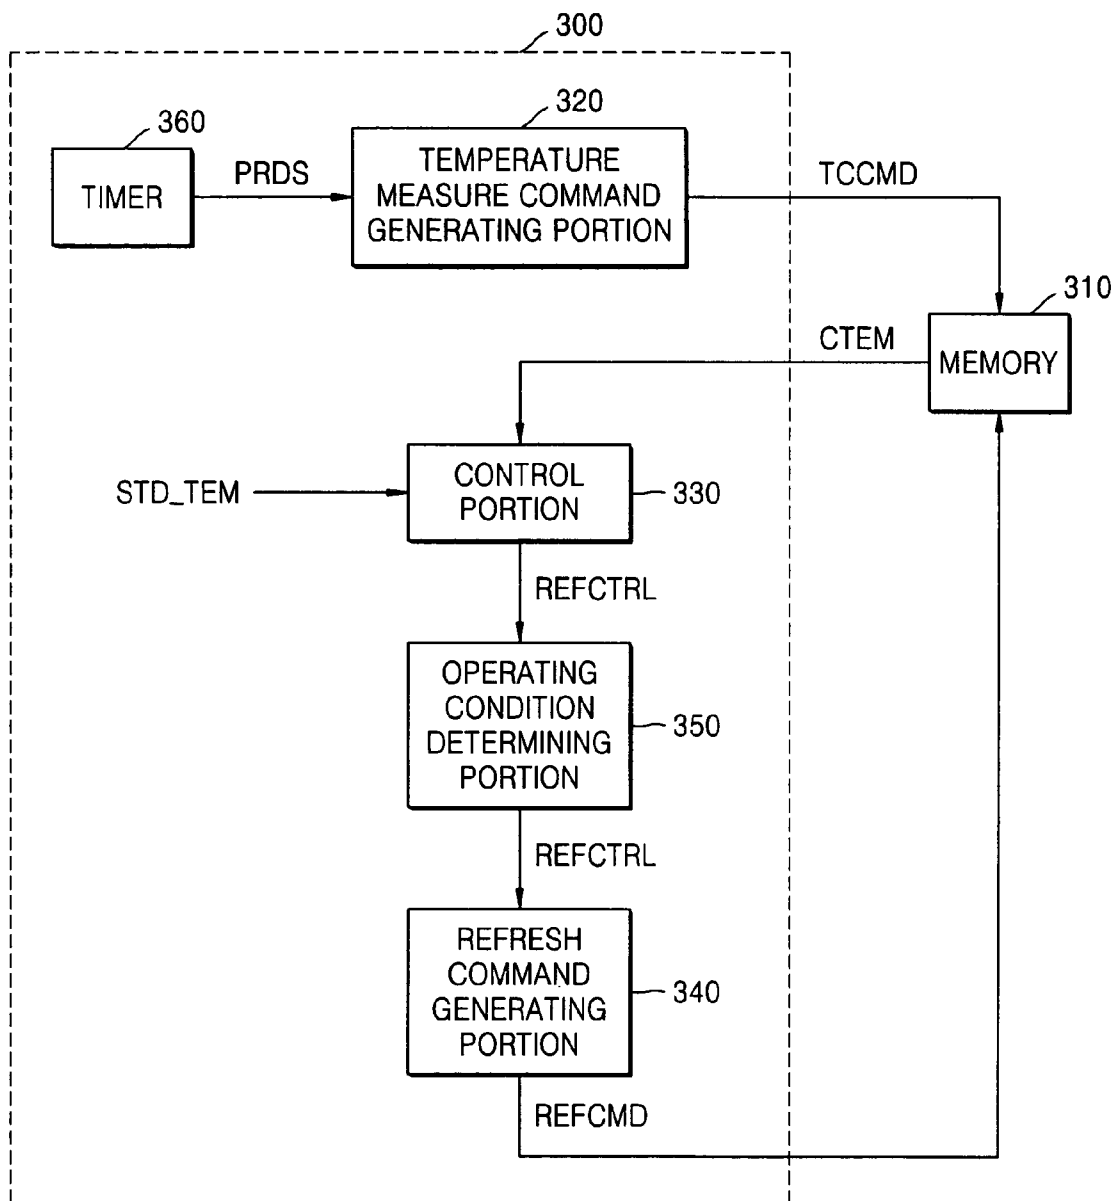 300
360
TIMER
PRDS
320
TEMPERATURE
MEASURE COMMAND
GENERATING PORTION
TCCMD
310
MEMORY
CTEM
STD_TEM
CONTROL
PORTION
330
REFCTRL
OPERATING
CONDITION
DETERMINING
PORTION
350
REFCTRL
REFRESH
COMMAND
GENERATING
PORTION
340
REFCMD